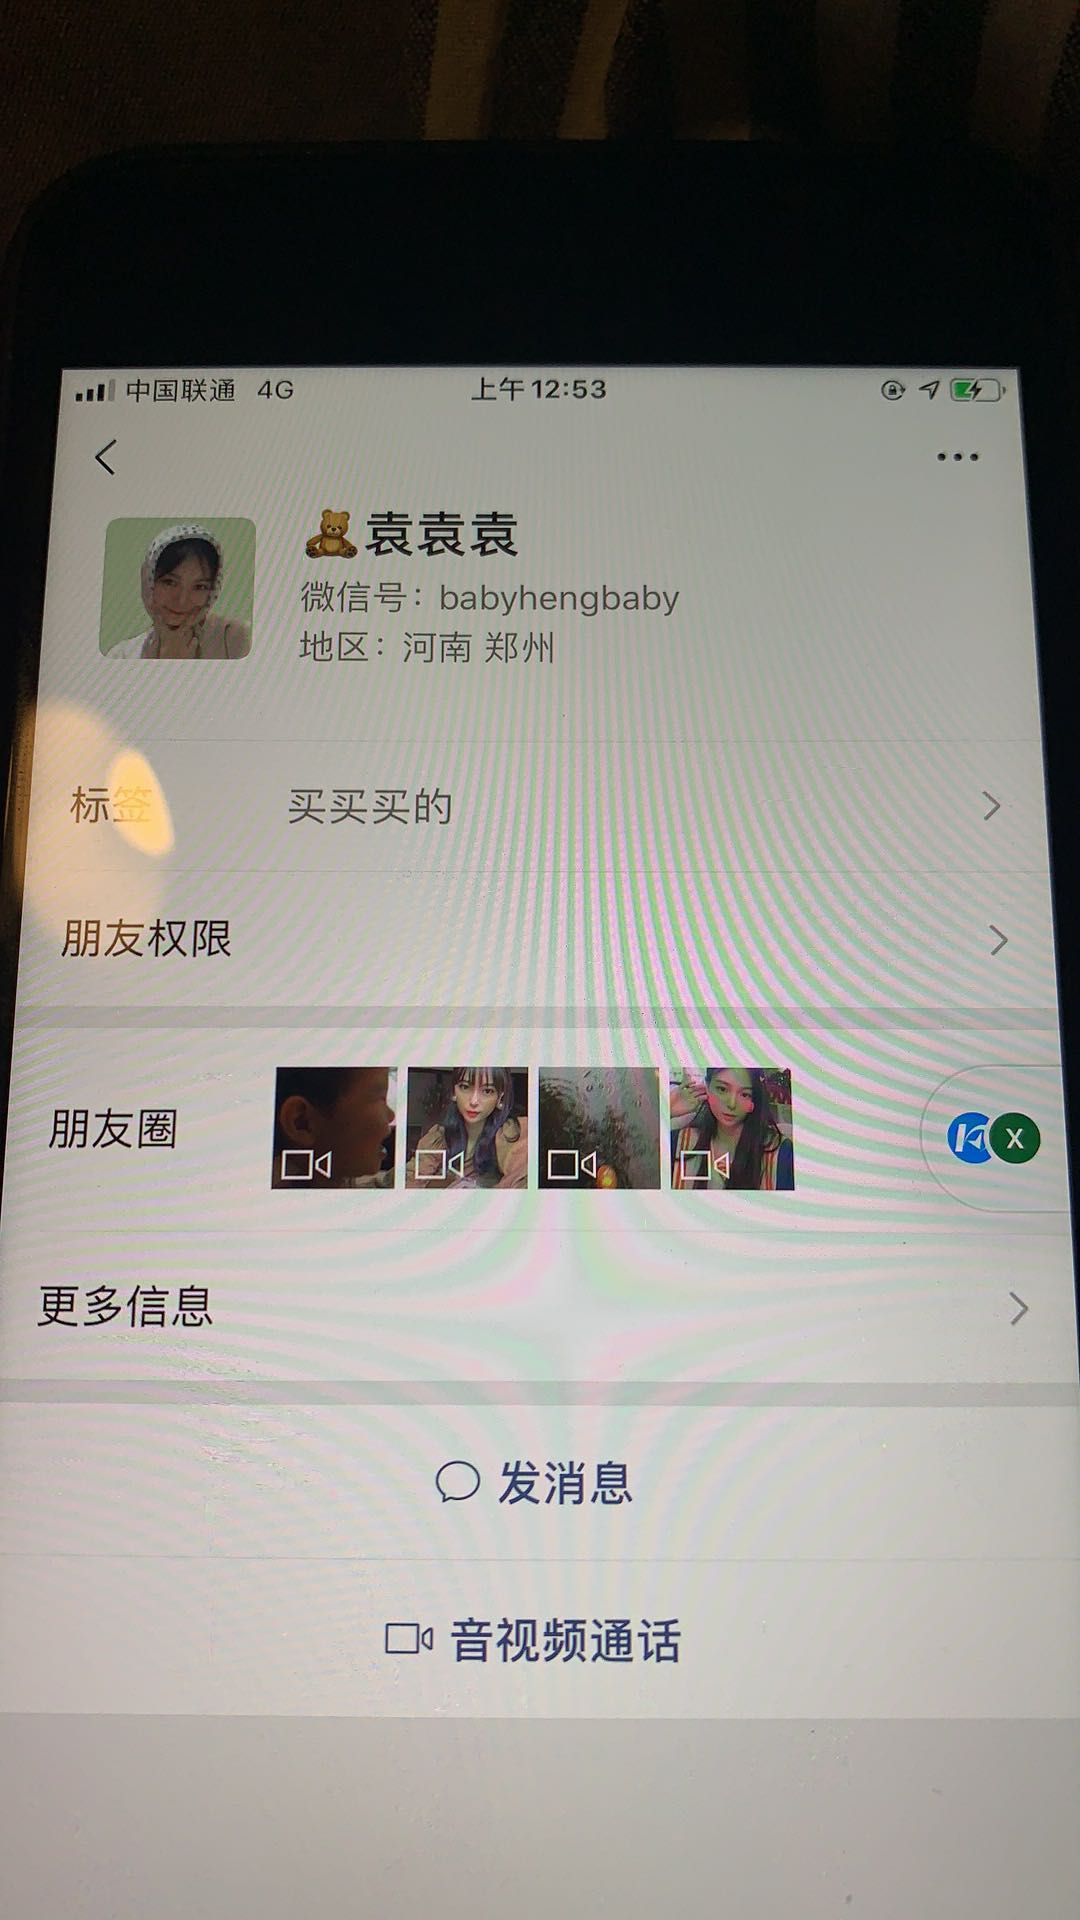 中国联通 4G 上午12:53
🧸袁袁袁
微信号：babyhengbaby
地区：河南 郑州
标签 买买买的
朋友权限
朋友圈
X
更多信息
发消息
音视频通话